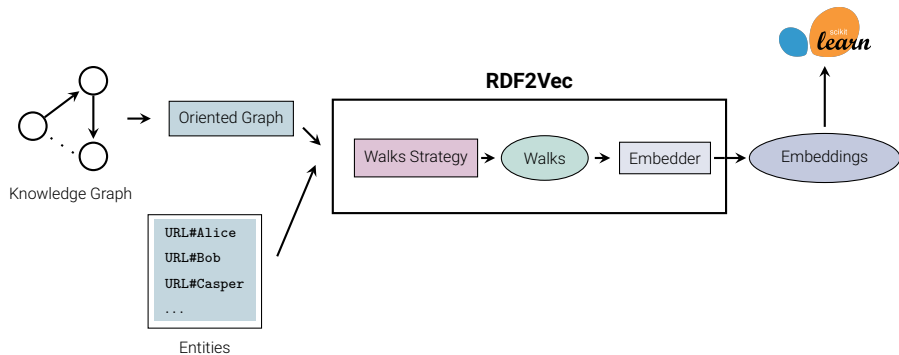 scikit
learn
RDF2Vec
Oriented Graph
Walks Strategy
Walks
Embedder
Embeddings
Knowledge Graph
URL#Alice
URL#Bob
URL#Casper
...
Entities